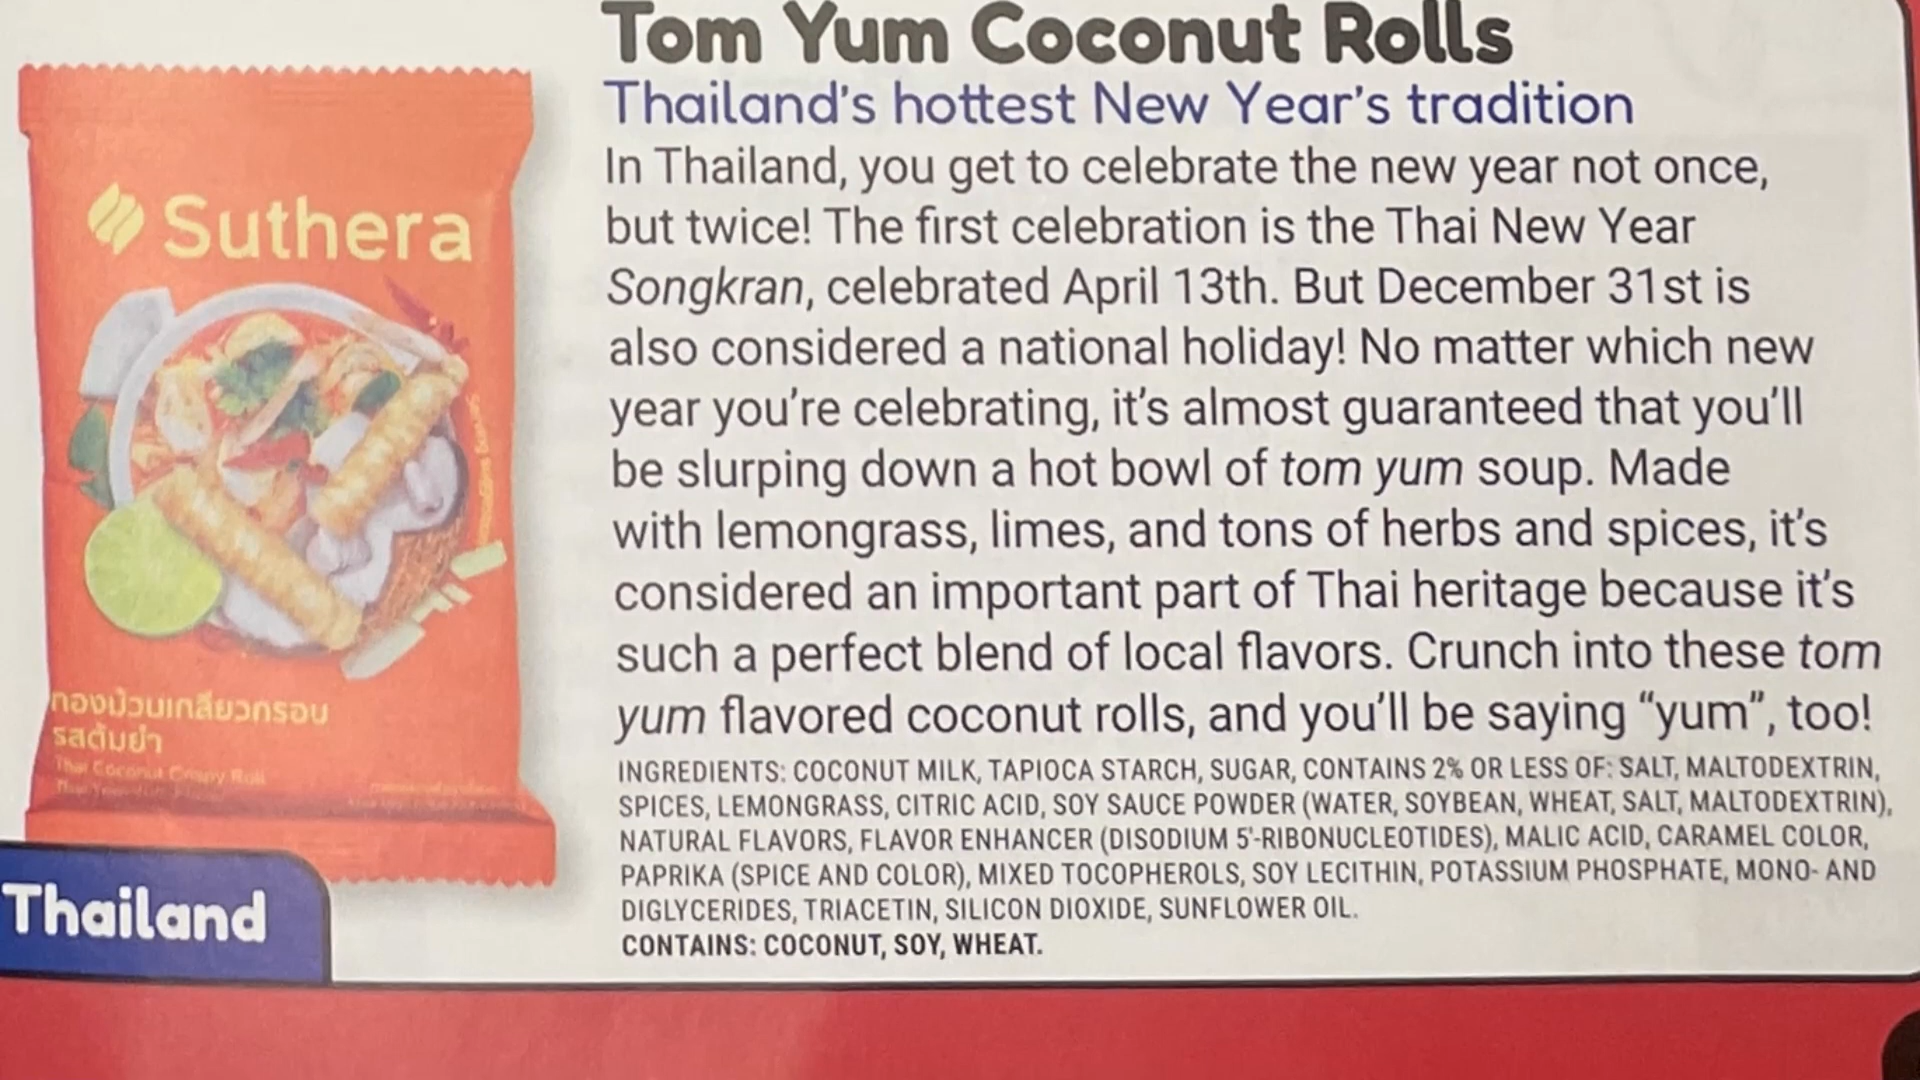 Tom Yum Coconut Rolls
Thailand's hottest New Year's tradition
In Thailand, you get to celebrate the new year not once,
but twice! The first celebration is the Thai New Year
Songkran, celebrated April 13th. But December 31st is
also considered a national holiday! No matter which new
year you're celebrating, it's almost guaranteed that you'll
be slurping down a hot bowl of tom yum soup. Made
with lemongrass, limes, and tons of herbs and spices, it's
considered an important part of Thai heritage because it's
such a perfect blend of local flavors. Crunch into these tom
yum flavored coconut rolls, and you'll be saying “yum”, too!
INGREDIENTS: COCONUT MILK, TAPIOCA STARCH, SUGAR, CONTAINS 2% OR LESS OF: SALT, MALTODEXTRIN,
SPICES, LEMONGRASS, CITRIC ACID, SOY SAUCE POWDER (WATER, SOYBEAN, WHEAT, SALT, MALTODEXTRIN),
NATURAL FLAVORS, FLAVOR ENHANCER (DISODIUM 5'-RIBONUCLEOTIDES), MALIC ACID, CARAMEL COLOR,
PAPRIKA (SPICE AND COLOR), MIXED TOCOPHEROLS, SOY LECITHIN, POTASSIUM PHOSPHATE, MONO- AND
DIGLYCERIDES, TRIACETIN, SILICON DIOXIDE, SUNFLOWER OIL.
CONTAINS: COCONUT, SOY, WHEAT.
Suthera
ทองม้วนเกลียวกรอบ
รสต้มยำ
Thai Coconut Crispy Roll
Thailand